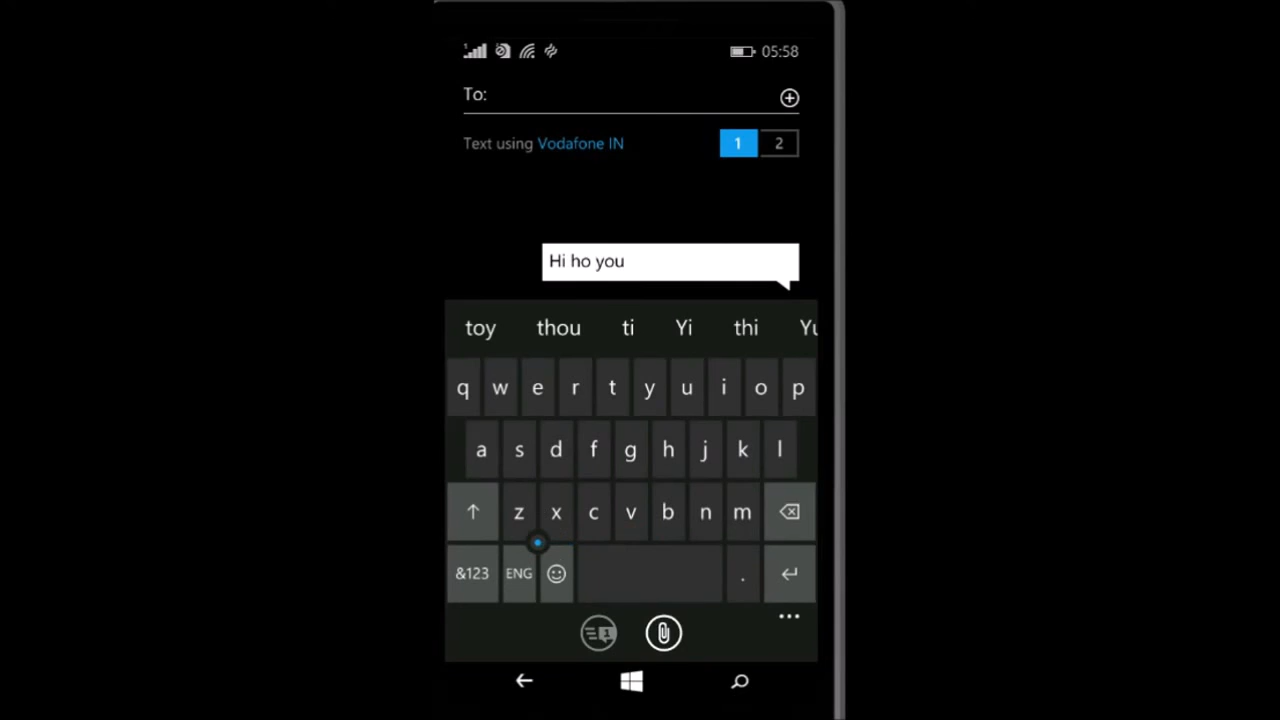 05:58
To:
Text using Vodafone IN 1 2
Hi ho you
toy thou ti Yi thi
q w e r t y u i o p
a s d f g h j k l
z x c v b n m
&123 ENG .